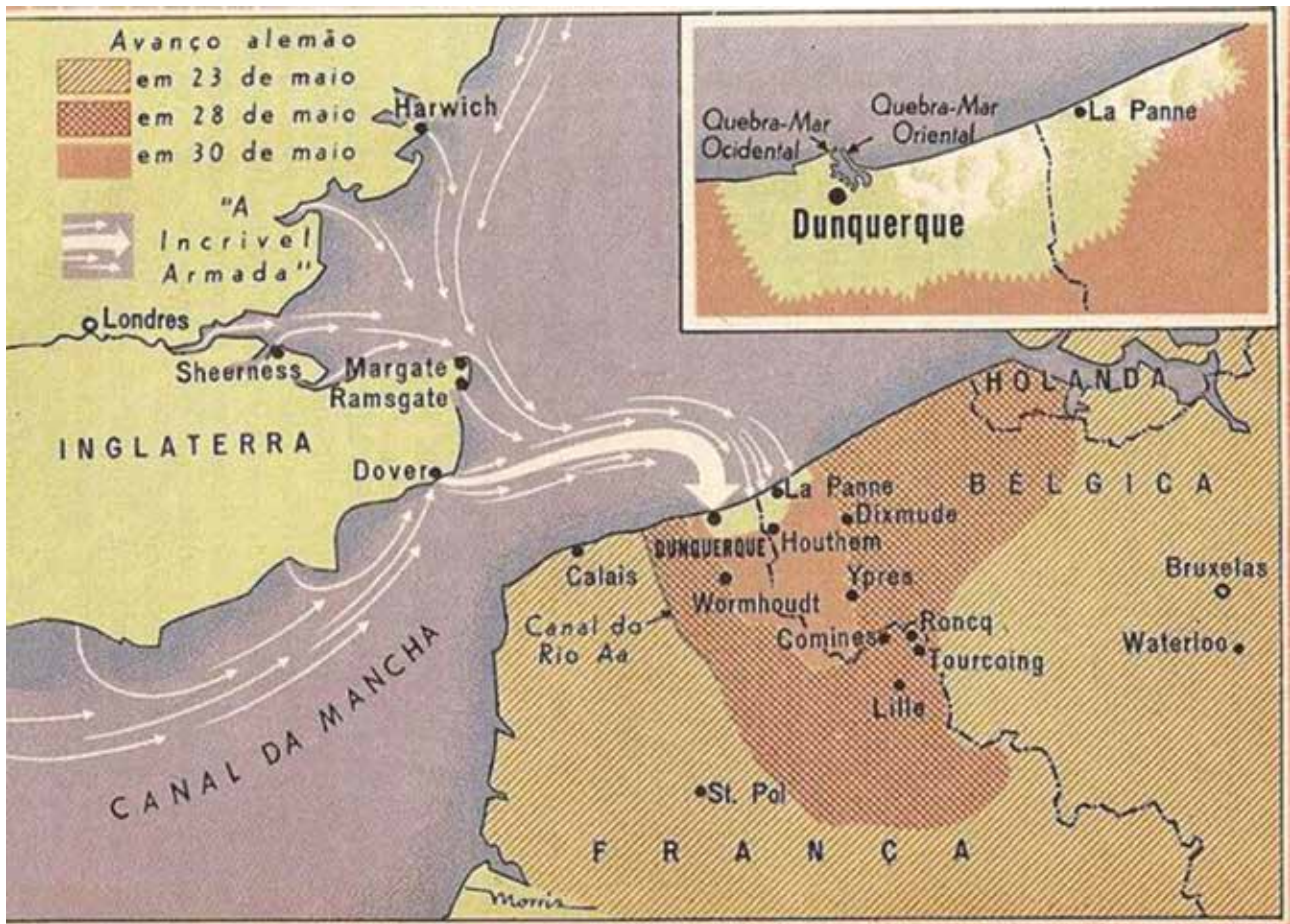 Avanço alemão
em 23 de maio
em 28 de maio
em 30 de maio
"A
Incrivel
Armada"
Harwich
Londres
Sheerness
Margate
Ramsgate
INGLATERRA
Dover
CANAL DA MANCHA
Quebra-Mar
Ocidental
Quebra-Mar
Oriental
La Panne
Dunquerque
HOLANDA
BÉLGICA
La Panne
Dixmude
DUNQUERQUE
Houthem
Calais
Wormhoudt
Ypres
Bruxelas
Canal do
Rio Aa
Comines
Roncq
Tourcoing
Waterloo
Lille
St. Pol
FRANÇA
Morris